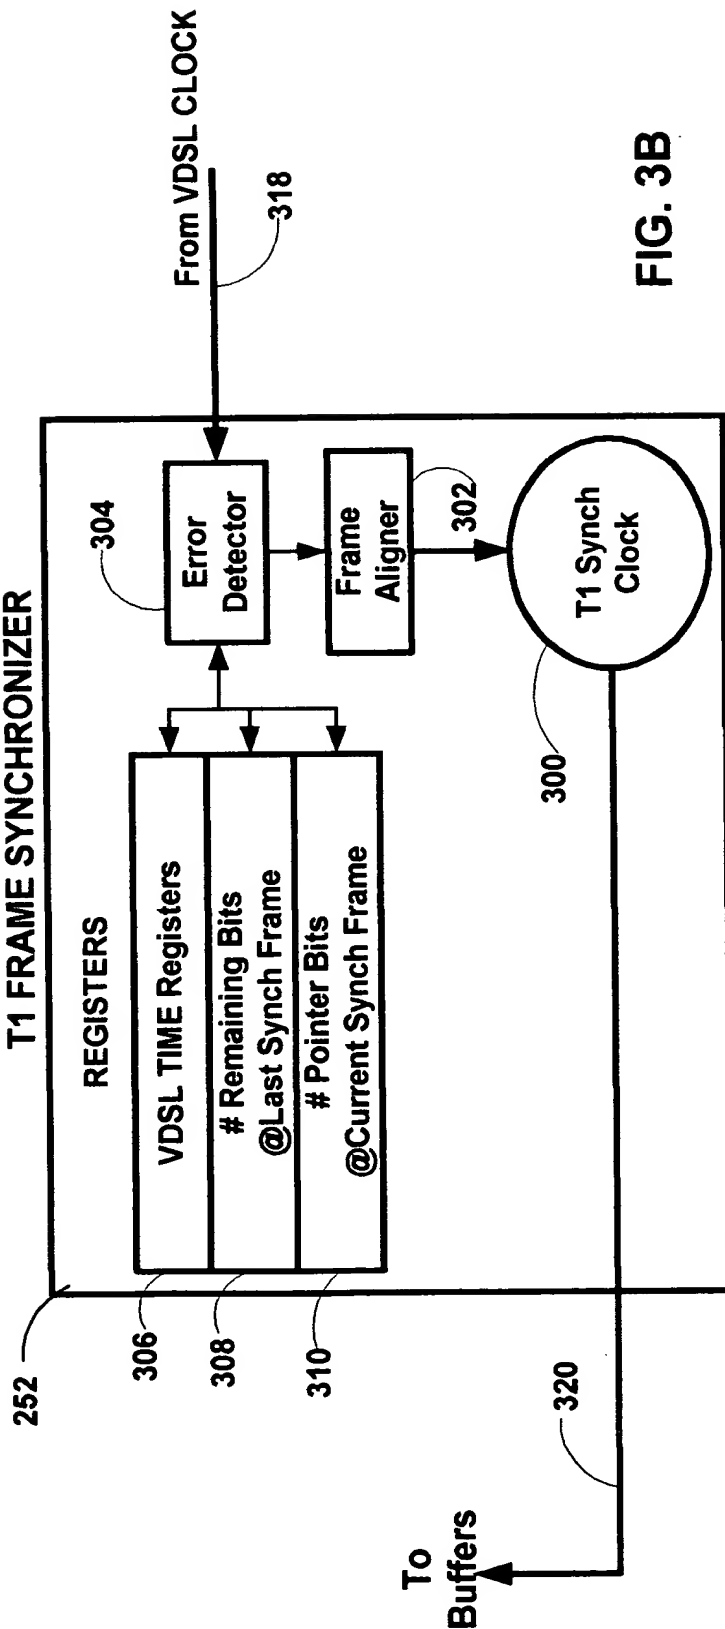 T1 FRAME SYNCHRONIZER
252
REGISTERS
VDSL TIME Registers
# Remaining Bits
@Last Synch Frame
# Pointer Bits
@Current Synch Frame
306
308
310
304
Error
Detector
From VDSL CLOCK
318
Frame
Aligner
302
T1 Synch
Clock
300
320
To
Buffers
FIG. 3B